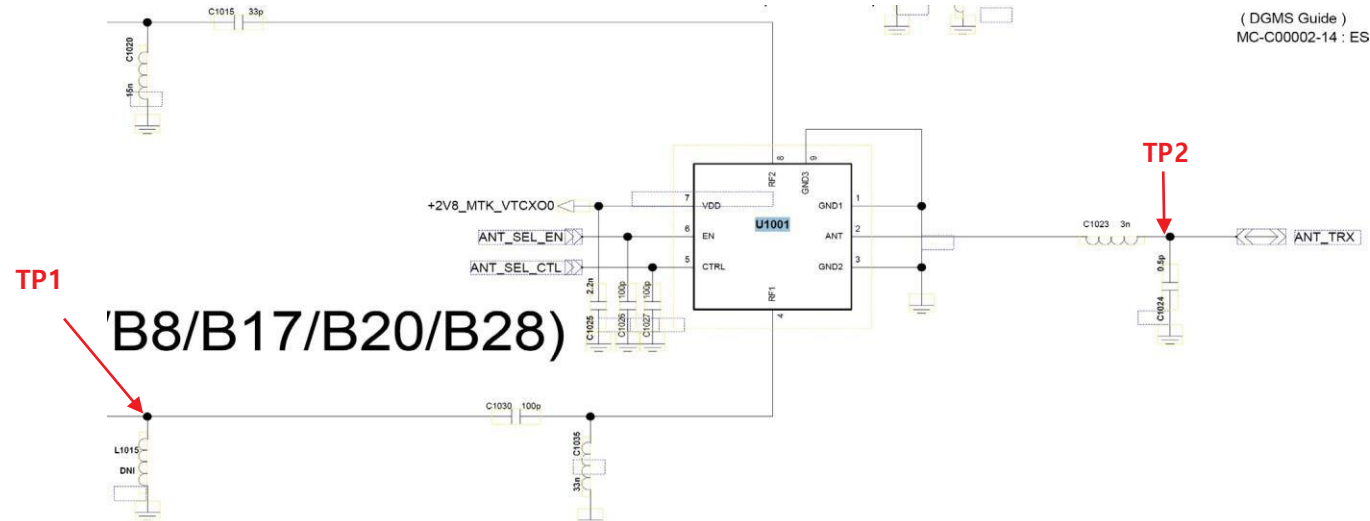 C1015 33p
( DGMS Guide )
MC-C00002-14 : ES
C1020
15n
TP2
8
9
RF2
GND3
+2V8_MTK_VTCXO0
7
VDD
GND1
1
U1001
C1023 3n
ANT_SEL_EN
6
EN
ANT
2
ANT_TRX
ANT_SEL_CTL
5
CTRL
GND2
3
0.5p
C1024
TP1
2.2n
100p
100p
RF1
4
C1025
C1026
C1027
/B8/B17/B20/B28)
C1030 100p
L1015
DNI
C1035
33n